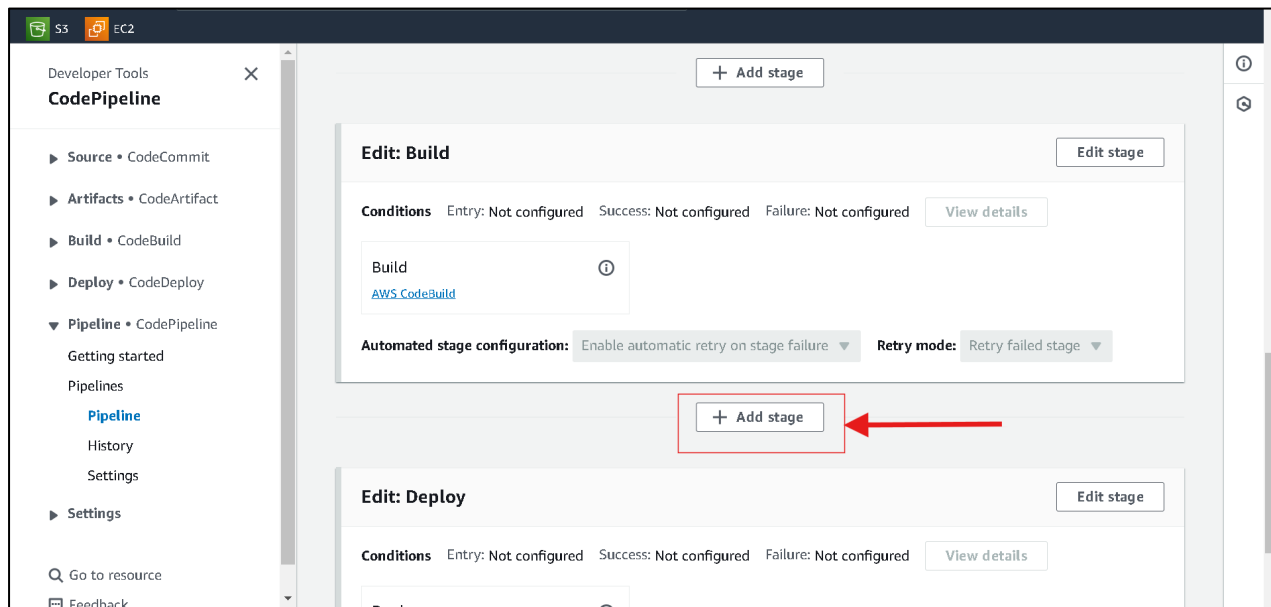 S3 EC2
Developer Tools
CodePipeline
Source • CodeCommit
Artifacts • CodeArtifact
Build • CodeBuild
Deploy • CodeDeploy
Pipeline • CodePipeline
Getting started
Pipelines
Pipeline
History
Settings
Settings
Go to resource
Feedback
+ Add stage
Edit: Build
Edit stage
Conditions Entry: Not configured Success: Not configured Failure: Not configured View details
Build
AWS CodeBuild
Automated stage configuration: Enable automatic retry on stage failure Retry mode: Retry failed stage
+ Add stage
Edit: Deploy
Edit stage
Conditions Entry: Not configured Success: Not configured Failure: Not configured View details